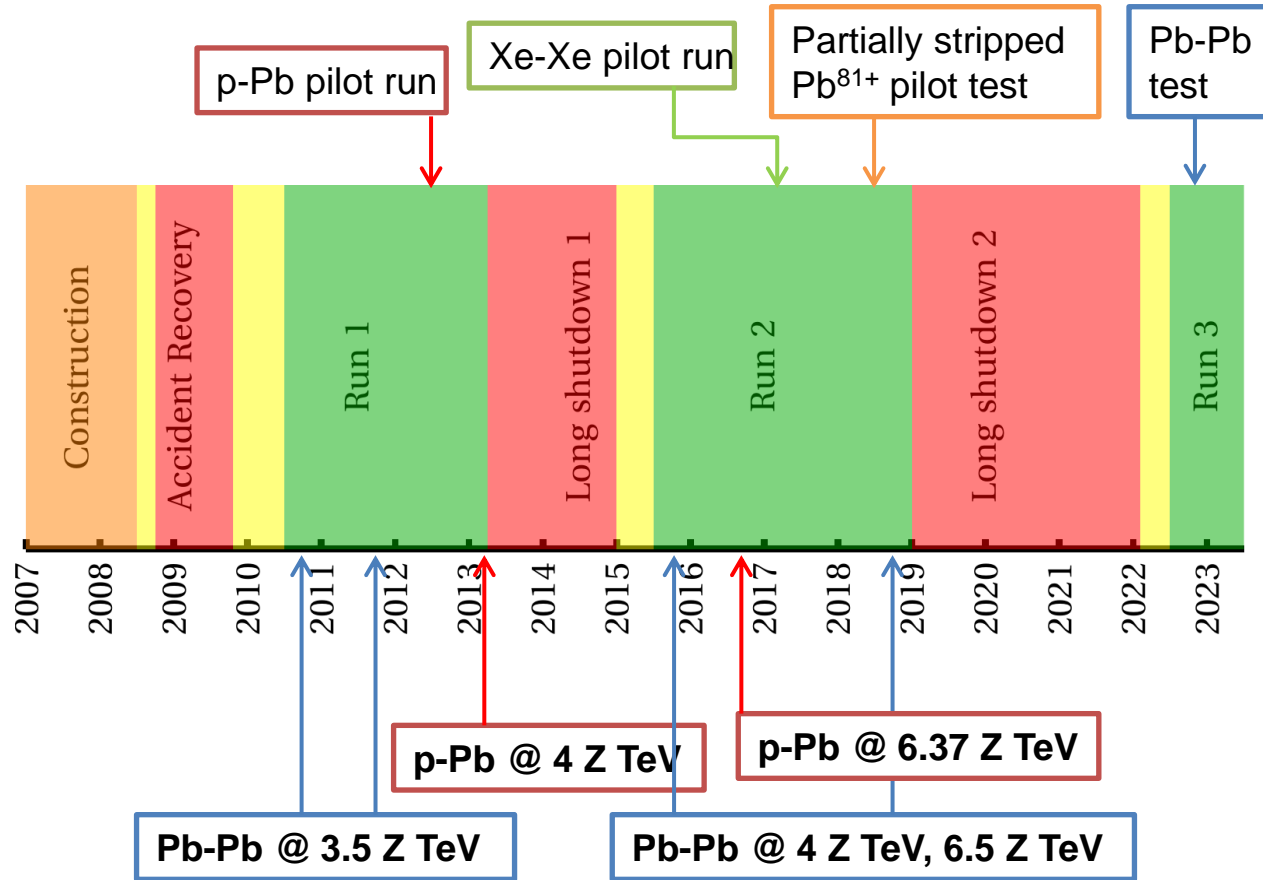 p-Pb pilot run
Xe-Xe pilot run
Partially stripped
Pb81+ pilot test
Pb-Pb
test
Construction
Accident Recovery
Run 1
Long shutdown 1
Run 2
Long shutdown 2
Run 3
2007
2008
2009
2010
2011
2012
2013
2014
2015
2016
2017
2018
2019
2020
2021
2022
2023
p-Pb @ 4 Z TeV
p-Pb @ 6.37 Z TeV
Pb-Pb @ 3.5 Z TeV
Pb-Pb @ 4 Z TeV, 6.5 Z TeV